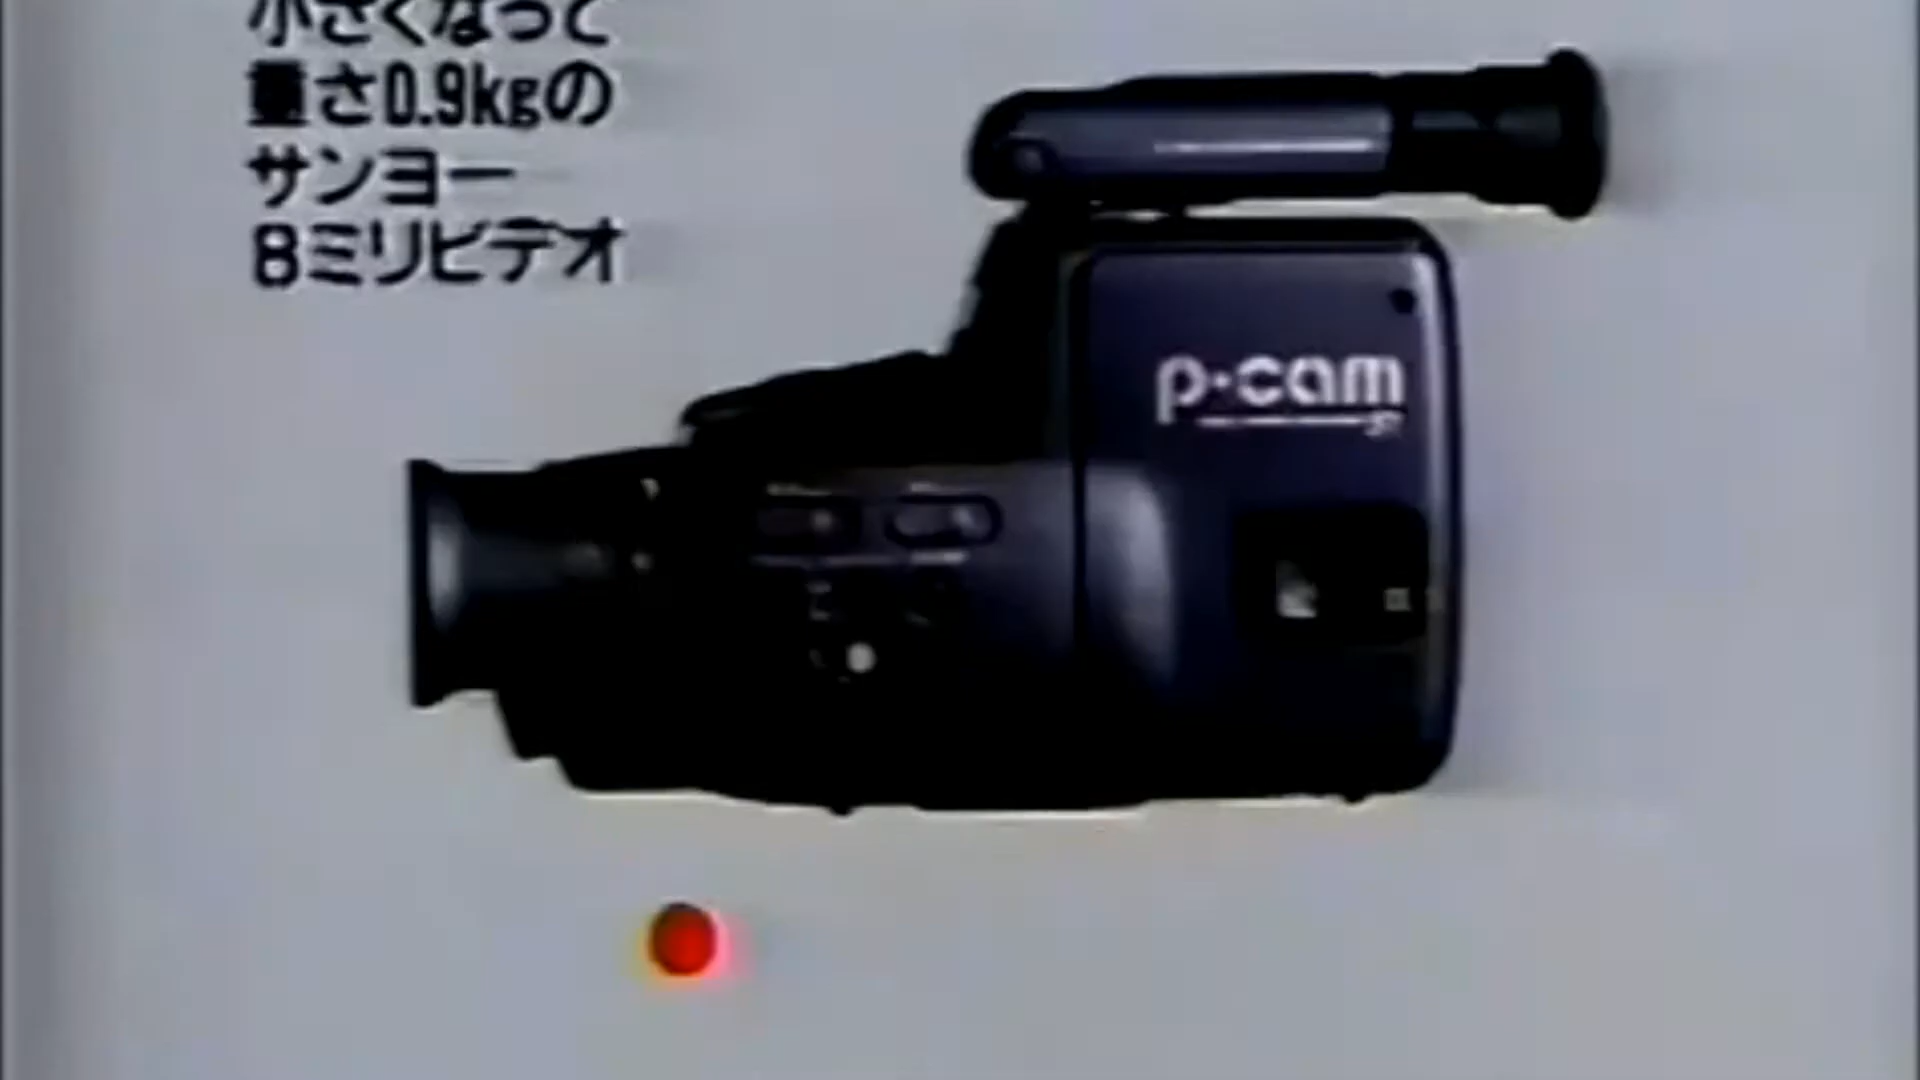 小さくなって
重さ0.9kgの
サンヨー
8ミリビデオ
p·cam